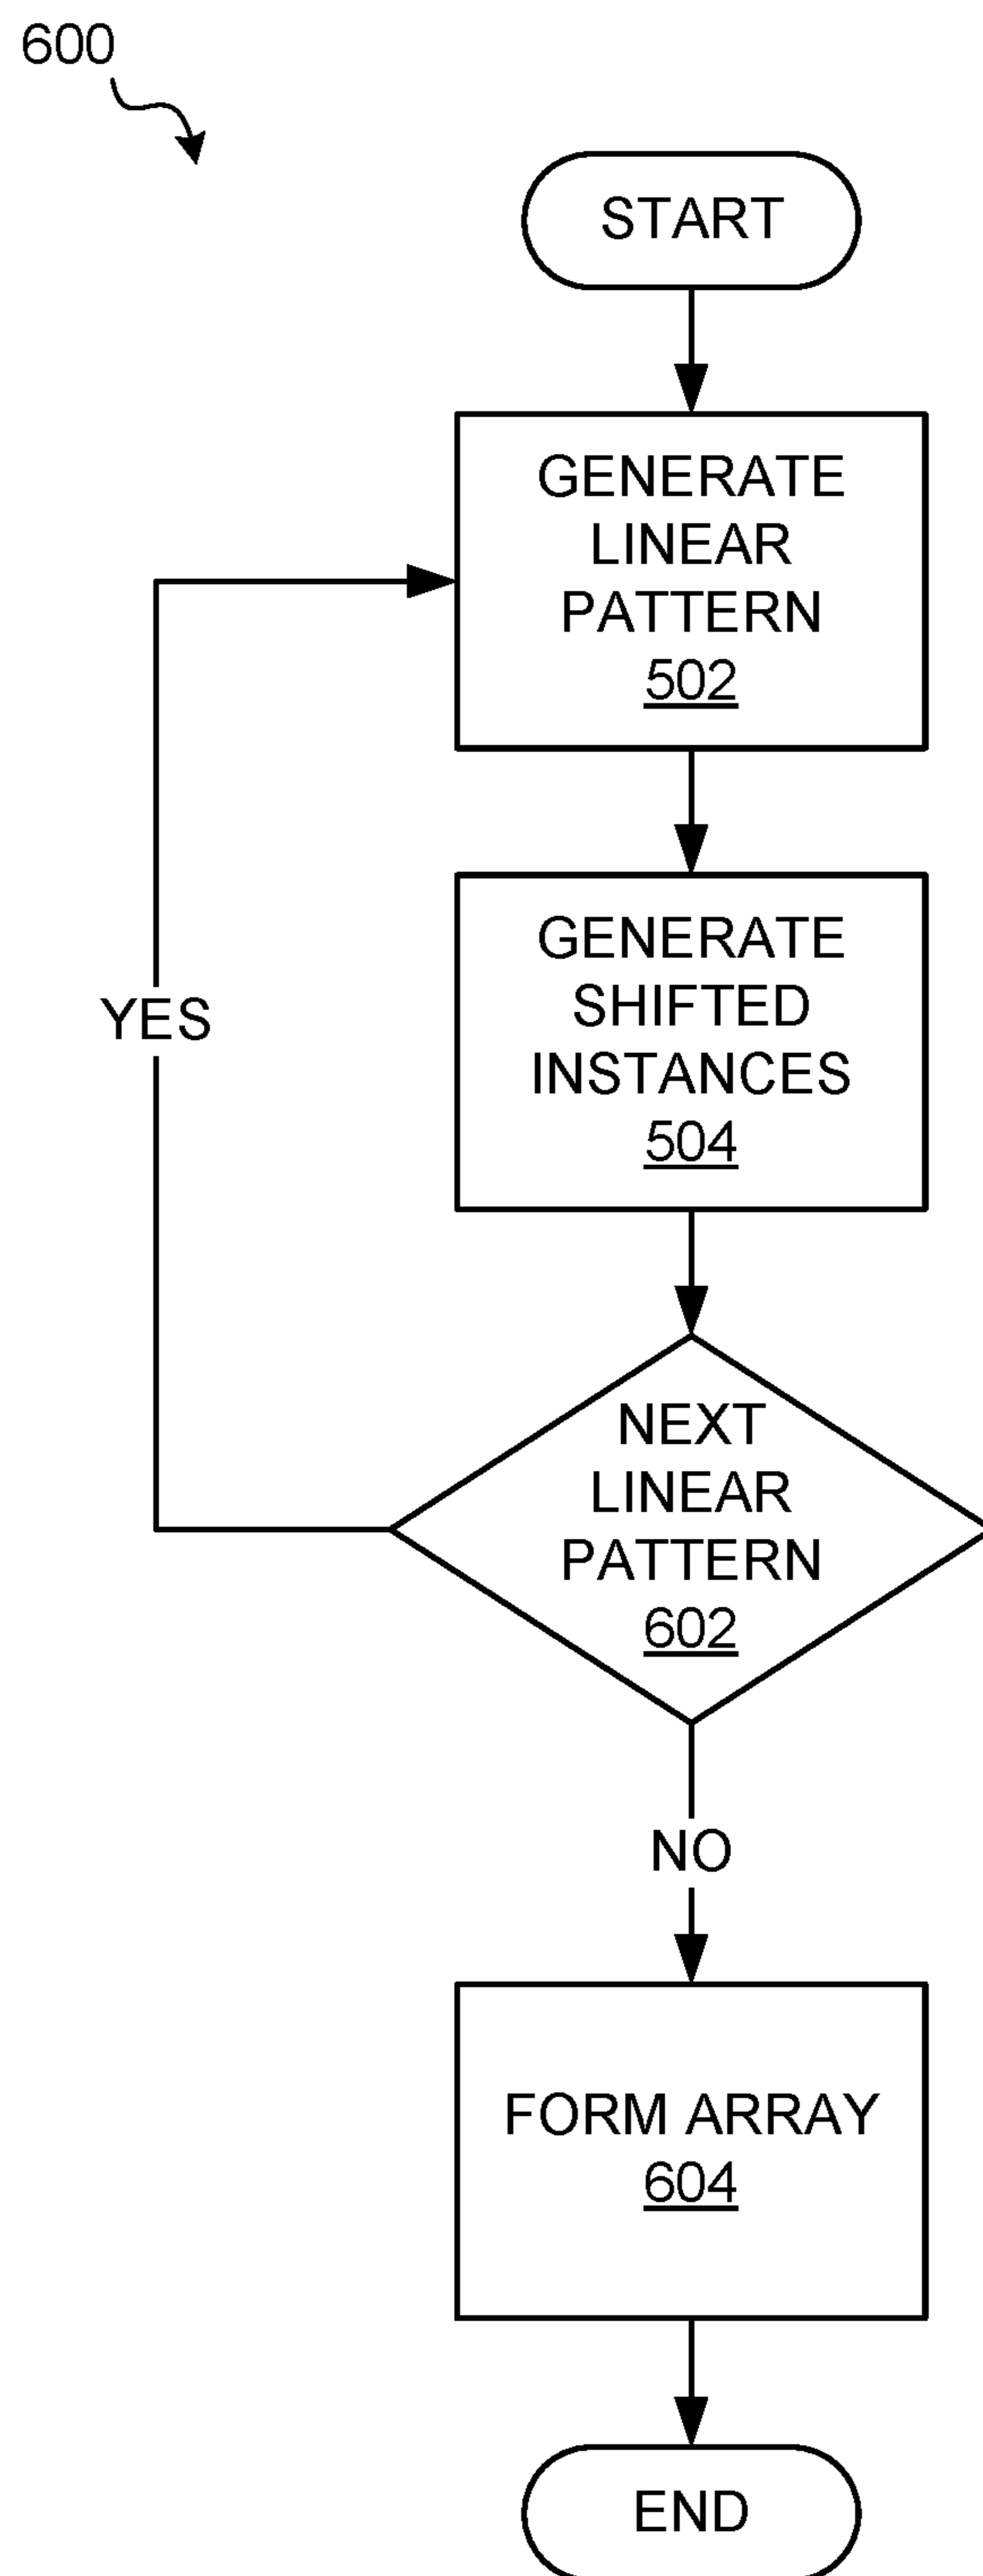 600
START
GENERATE
LINEAR
PATTERN
502
GENERATE
SHIFTED
INSTANCES
504
YES
NEXT
LINEAR
PATTERN
602
NO
FORM ARRAY
604
END